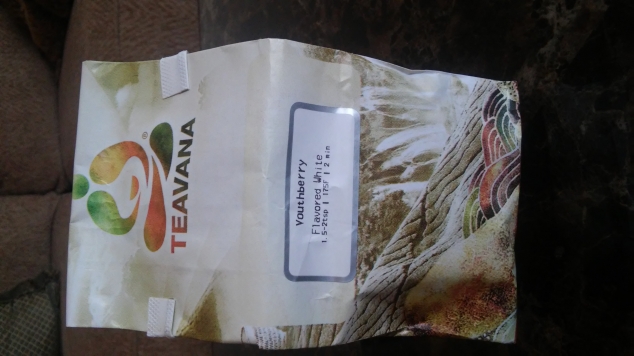 TEAVANA®
Youthberry
Flavored White
1.5-2tsp | 175F | 2 min